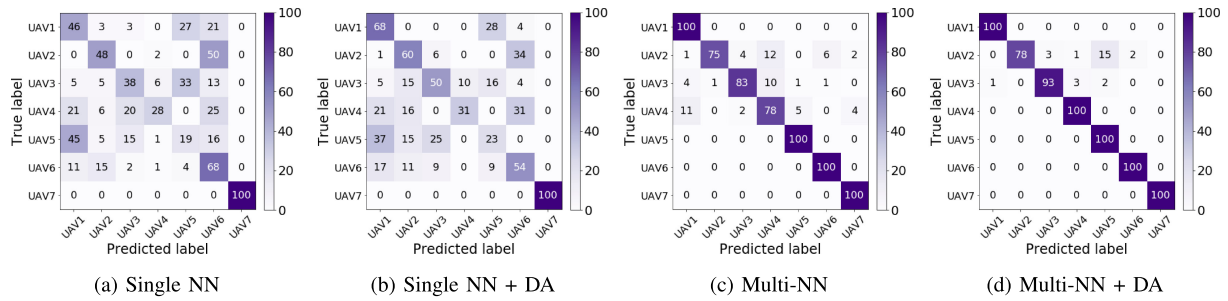 True label
UAV1 46 3 3 0 27 21 0
UAV2 0 48 0 2 0 50 0
UAV3 5 5 38 6 33 13 0
UAV4 21 6 20 28 0 25 0
UAV5 45 5 15 1 19 16 0
UAV6 11 15 2 1 4 68 0
UAV7 0 0 0 0 0 0 100
UAV1 UAV2 UAV3 UAV4 UAV5 UAV6 UAV7
Predicted label
100
80
60
40
20
0
(a) Single NN
True label
UAV1 68 0 0 0 28 4 0
UAV2 1 60 6 0 0 34 0
UAV3 5 15 50 10 16 4 0
UAV4 21 16 0 31 0 31 0
UAV5 37 15 25 0 23 0 0
UAV6 17 11 9 0 9 54 0
UAV7 0 0 0 0 0 0 100
UAV1 UAV2 UAV3 UAV4 UAV5 UAV6 UAV7
Predicted label
100
80
60
40
20
0
(b) Single NN + DA
True label
UAV1 100 0 0 0 0 0 0
UAV2 1 75 4 12 0 6 2
UAV3 4 1 83 10 1 1 0
UAV4 11 0 2 78 5 0 4
UAV5 0 0 0 0 100 0 0
UAV6 0 0 0 0 0 100 0
UAV7 0 0 0 0 0 0 100
UAV1 UAV2 UAV3 UAV4 UAV5 UAV6 UAV7
Predicted label
100
80
60
40
20
0
(c) Multi-NN
True label
UAV1 100 0 0 0 0 0 0
UAV2 0 78 3 1 15 2 0
UAV3 1 0 93 3 2 0 0
UAV4 0 0 0 100 0 0 0
UAV5 0 0 0 0 100 0 0
UAV6 0 0 0 0 0 100 0
UAV7 0 0 0 0 0 0 100
UAV1 UAV2 UAV3 UAV4 UAV5 UAV6 UAV7
Predicted label
100
80
60
40
20
0
(d) Multi-NN + DA